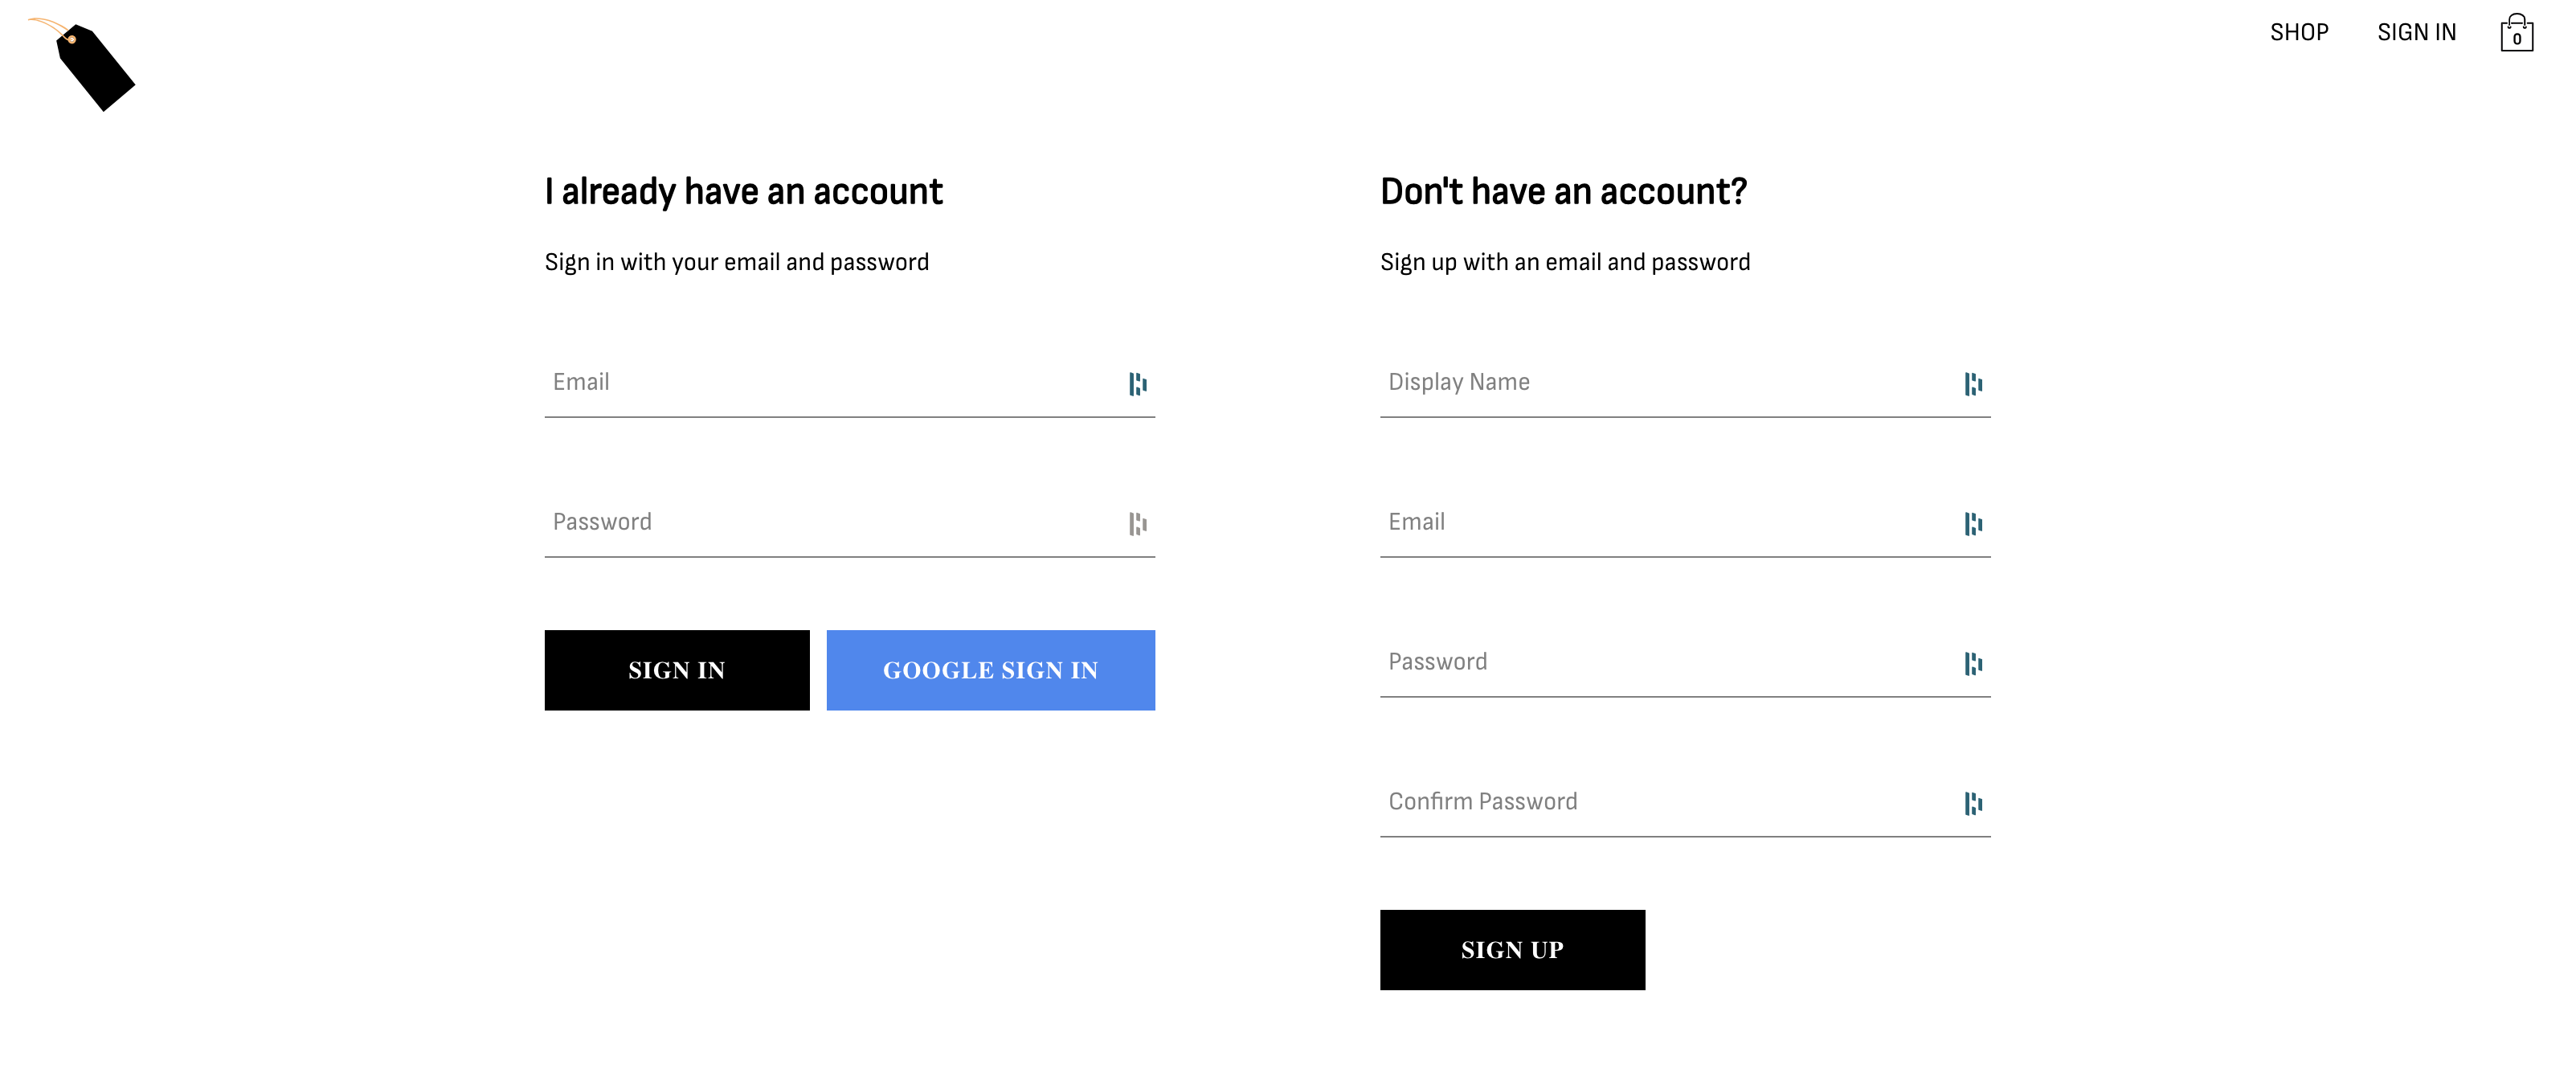 SHOP
SIGN IN
0
I already have an account
Sign in with your email and password
Email
Password
SIGN IN
GOOGLE SIGN IN
Don't have an account?
Sign up with an email and password
Display Name
Email
Password
Confirm Password
SIGN UP